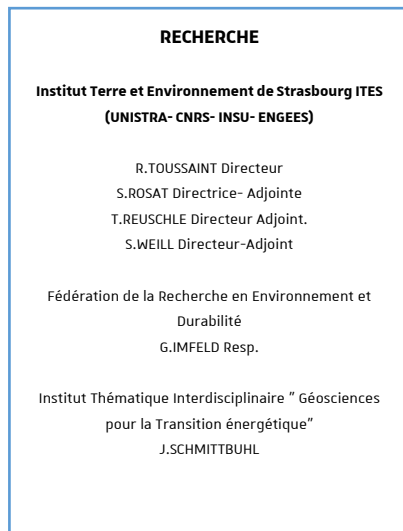 RECHERCHE
Institut Terre et Environnement de Strasbourg ITES
(UNISTRA- CNRS- INSU- ENGEES)
R.TOUSSAINT Directeur
S.ROSAT Directrice- Adjointe
T.REUSCHLE Directeur Adjoint.
S.WEILL Directeur-Adjoint
Fédération de la Recherche en Environnement et
Durabilité
G.IMFELD Resp.
Institut Thématique Interdisciplinaire " Géosciences
pour la Transition énergétique"
J.SCHMITTBUHL